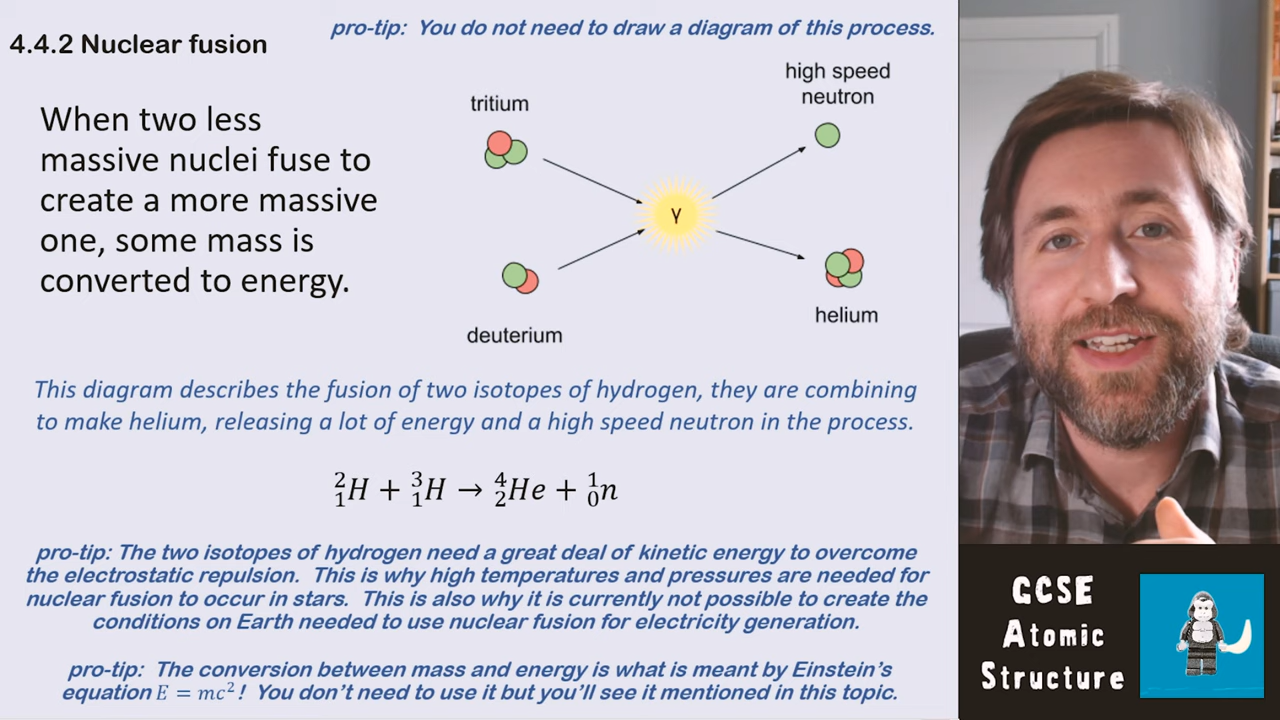 4.4.2 Nuclear fusion
pro-tip: You do not need to draw a diagram of this process.
When two less
massive nuclei fuse to
create a more massive
one, some mass is
converted to energy.
tritium
high speed
neutron
γ
deuterium
helium
This diagram describes the fusion of two isotopes of hydrogen, they are combining
to make helium, releasing a lot of energy and a high speed neutron in the process.
²₁H + ³₁H → ⁴₂He + ¹₀n
pro-tip: The two isotopes of hydrogen need a great deal of kinetic energy to overcome
the electrostatic repulsion. This is why high temperatures and pressures are needed for
nuclear fusion to occur in stars. This is also why it is currently not possible to create the
conditions on Earth needed to use nuclear fusion for electricity generation.
pro-tip: The conversion between mass and energy is what is meant by Einstein's
equation E = mc²! You don't need to use it but you'll see it mentioned in this topic.
GCSE
Atomic
Structure